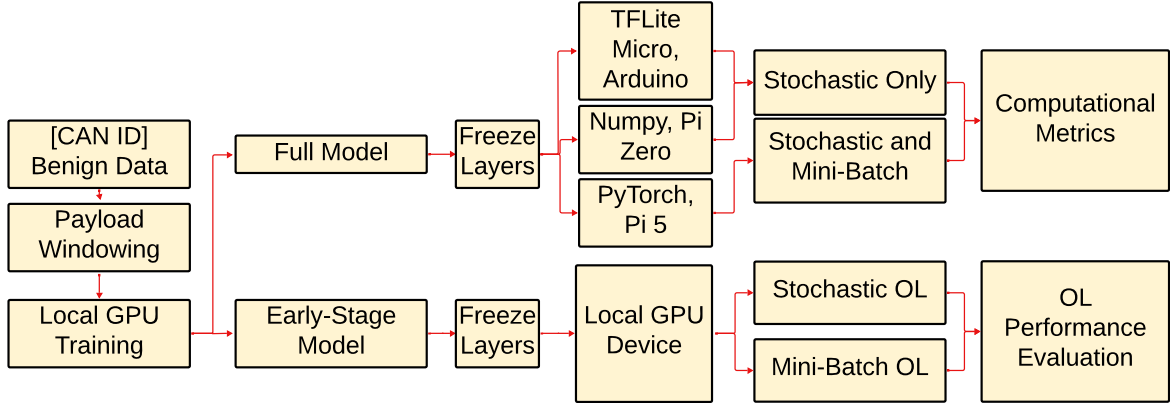 [CAN ID]
Benign Data
Payload
Windowing
Local GPU
Training
Full Model
Freeze
Layers
TFLite
Micro,
Arduino
Numpy, Pi
Zero
PyTorch,
Pi 5
Stochastic Only
Stochastic and
Mini-Batch
Computational
Metrics
Early-Stage
Model
Freeze
Layers
Local GPU
Device
Stochastic OL
Mini-Batch OL
OL
Performance
Evaluation